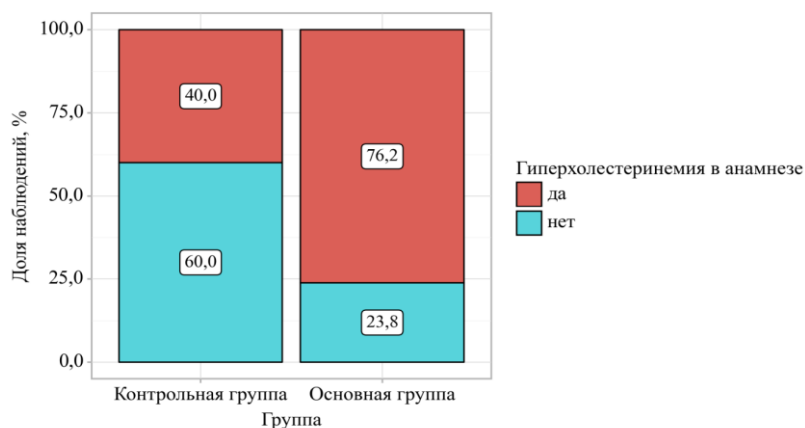 100,0
75,0
50,0
25,0
0,0
Доля наблюдений, %
40,0
60,0
76,2
23,8
Контрольная группа
Основная группа
Группа
Гиперхолестеринемия в анамнезе
да
нет